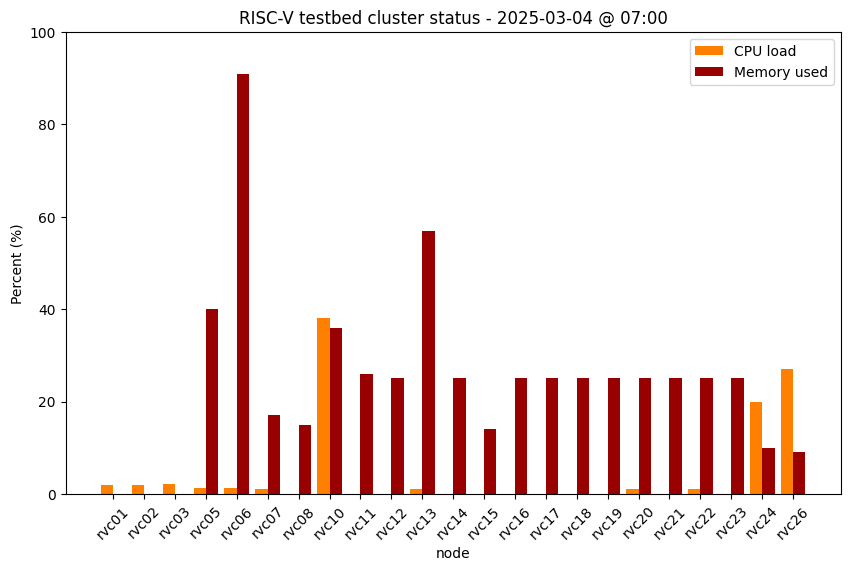 RISC-V testbed cluster status - 2025-03-04 @ 07:00
CPU load
Memory used
Percent (%)
100
80
60
40
20
0
rvc01
rvc02
rvc03
rvc05
rvc06
rvc07
rvc08
rvc10
rvc11
rvc12
rvc13
rvc14
rvc15
rvc16
rvc17
rvc18
rvc19
rvc20
rvc21
rvc22
rvc23
rvc24
rvc26
node